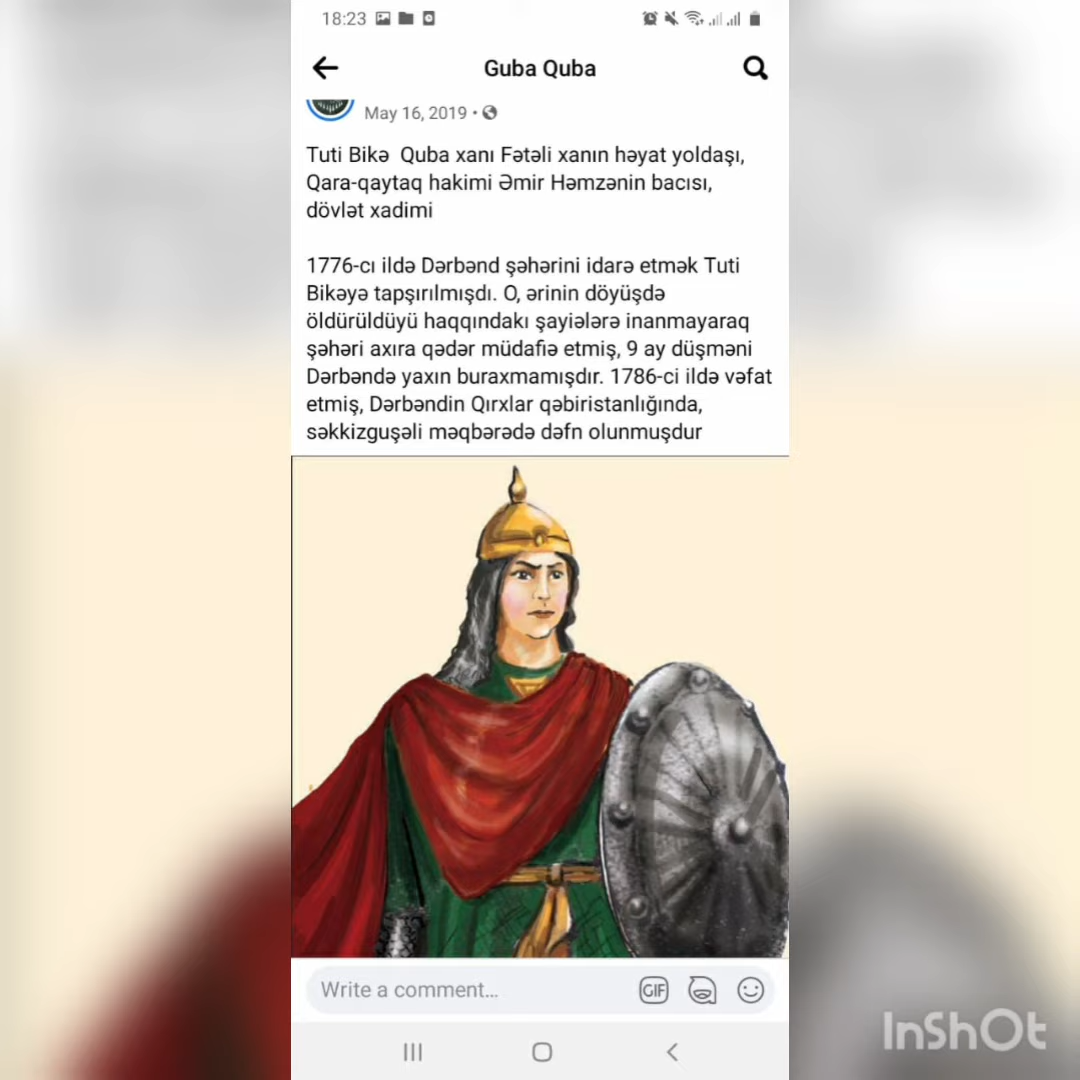 18:23
Guba Quba
May 16, 2019 •
Tuti Bikə Quba xanı Fətəli xanın həyat yoldaşı,
Qara-qaytaq hakimi Əmir Həmzənin bacısı,
dövlət xadimi
1776-cı ildə Dərbənd şəhərini idarə etmək Tuti
Bikəyə tapşırılmışdı. O, ərinin döyüşdə
öldürüldüyü haqqındakı şayiələrə inanmayaraq
şəhəri axıra qədər müdafiə etmiş, 9 ay düşməni
Dərbəndə yaxın buraxmamışdır. 1786-ci ildə vəfat
etmiş, Dərbəndin Qırxlar qəbiristanlığında,
səkkizguşəli məqbərədə dəfn olunmuşdur
Write a comment...
GIF
InShOt